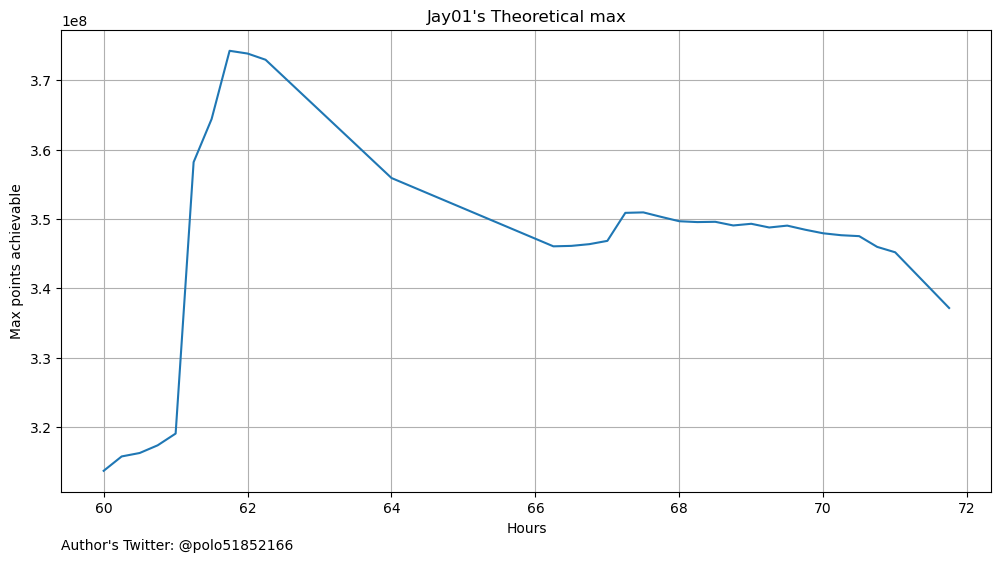 Jay01's Theoretical max
1e8
3.7
3.6
3.5
3.4
3.3
3.2
Max points achievable
60 62 64 66 68 70 72
Hours
Author's Twitter: @polo51852166